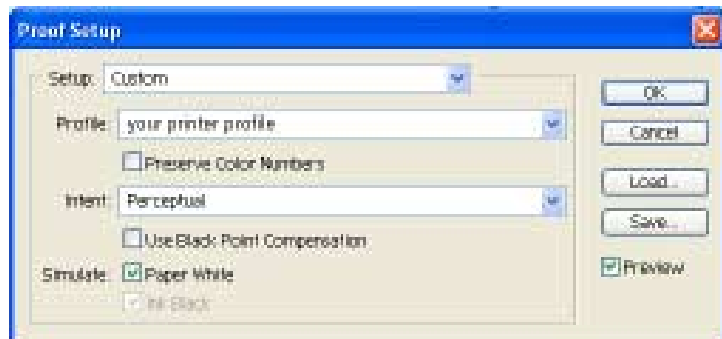 Proof Setup
Setup: Custom
OK
Profile: your printer profile
Cancel
Preserve Color Numbers
Load...
Intent: Perceptual
Save...
Use Black Point Compensation
Simulate: Paper White
Preview
Ink Black